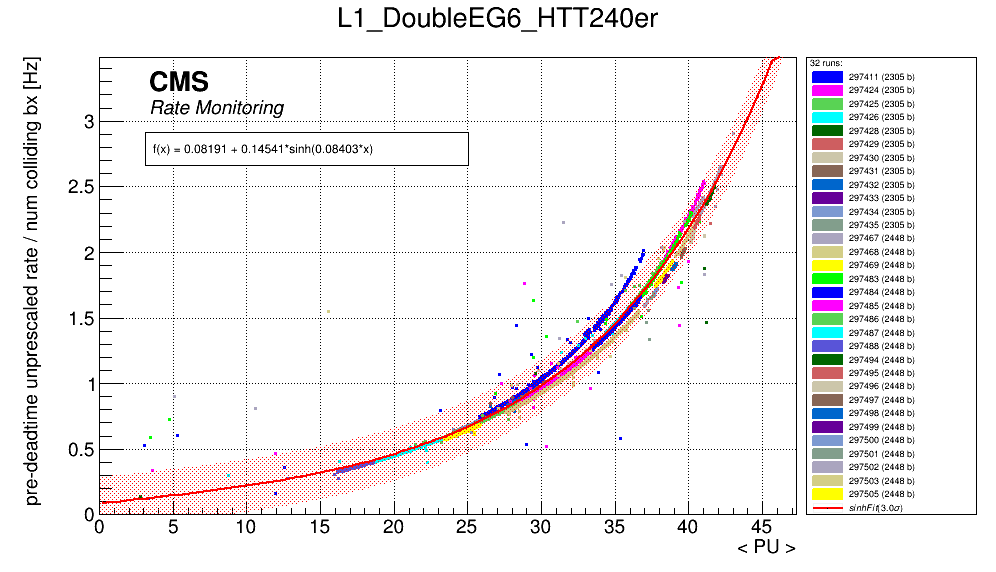 L1_DoubleEG6_HTT240er
pre-deadtime unprescaled rate / num colliding bx [Hz]
CMS
Rate Monitoring
f(x) = 0.08191 + 0.14541*sinh(0.08403*x)
3
2.5
2
1.5
1
0.5
0
0 5 10 15 20 25 30 35 40 45
< PU >
32 runs:
297411 (2305 b)
297424 (2305 b)
297425 (2305 b)
297426 (2305 b)
297428 (2305 b)
297429 (2305 b)
297430 (2305 b)
297431 (2305 b)
297432 (2305 b)
297433 (2305 b)
297434 (2305 b)
297435 (2305 b)
297467 (2448 b)
297468 (2448 b)
297469 (2448 b)
297483 (2448 b)
297484 (2448 b)
297485 (2448 b)
297486 (2448 b)
297487 (2448 b)
297488 (2448 b)
297494 (2448 b)
297495 (2448 b)
297496 (2448 b)
297497 (2448 b)
297498 (2448 b)
297499 (2448 b)
297500 (2448 b)
297501 (2448 b)
297502 (2448 b)
297503 (2448 b)
297505 (2448 b)
sinhFit(3.0σ)